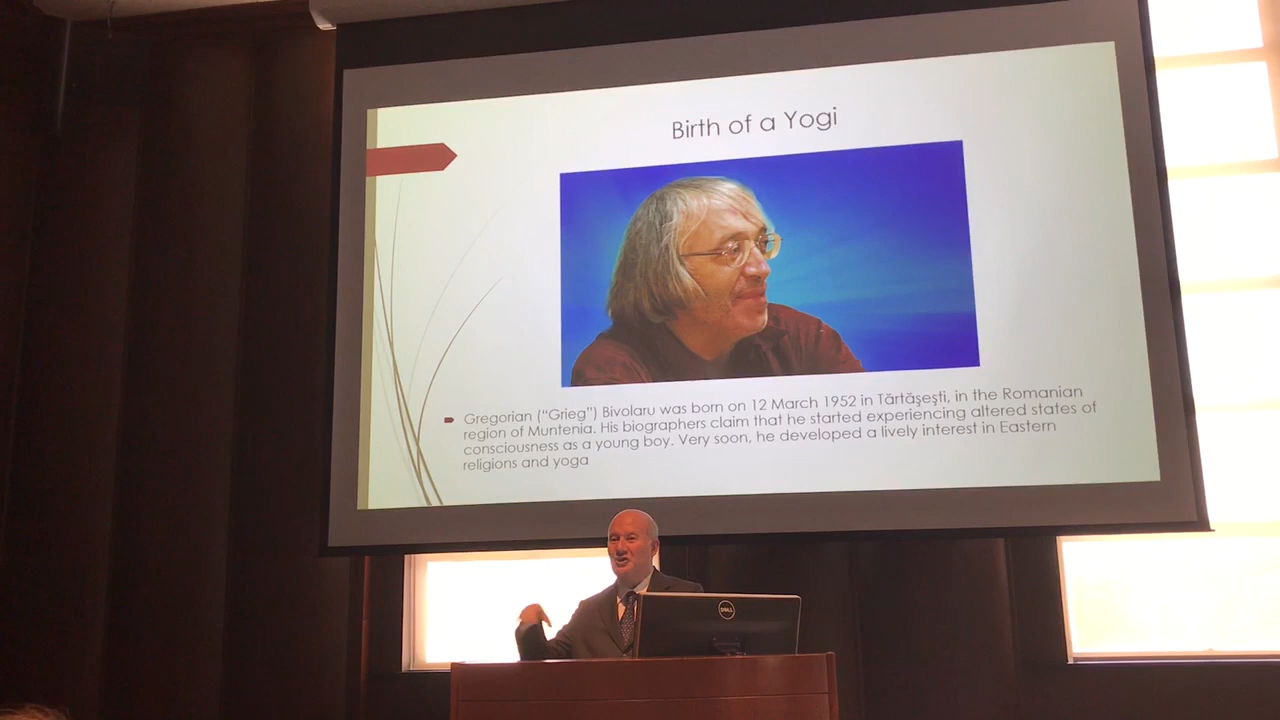 Birth of a Yogi
Gregorian (“Grieg”) Bivolaru was born on 12 March 1952 in Tărtăşeşti, in the Romanian
region of Muntenia. His biographers claim that he started experiencing altered states of
consciousness as a young boy. Very soon, he developed a lively interest in Eastern
religions and yoga
DELL